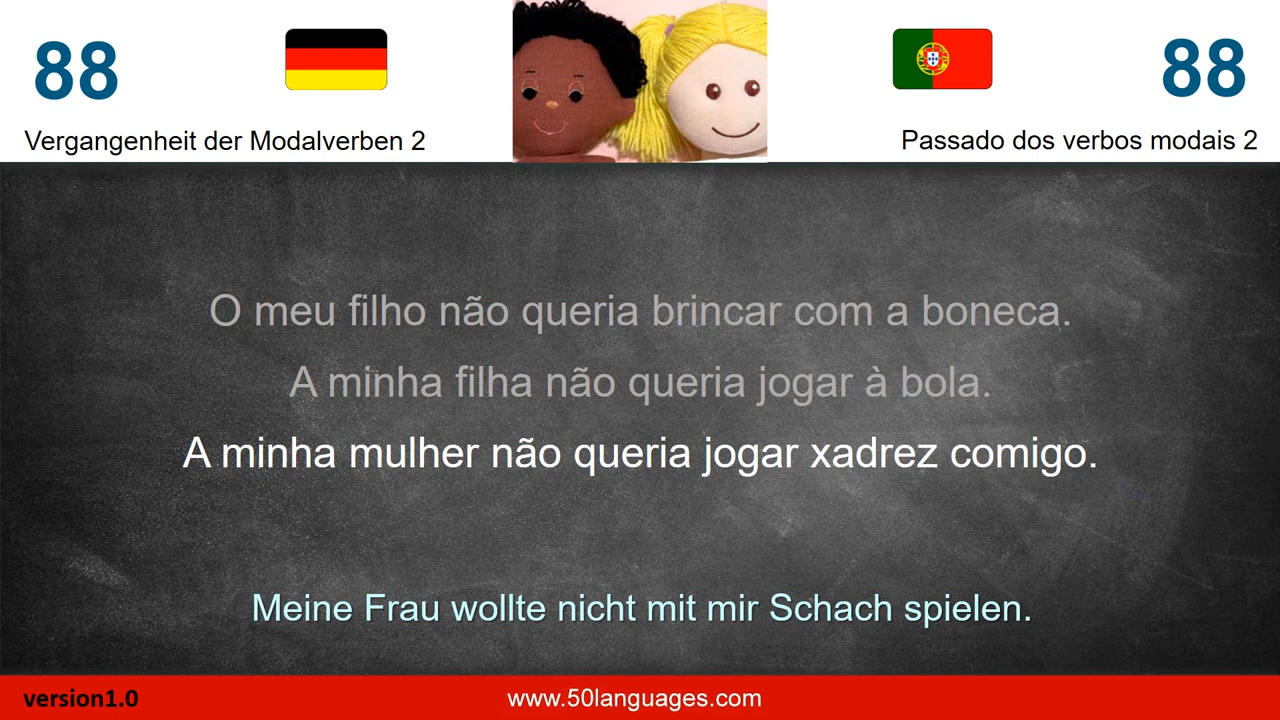 88
88
Vergangenheit der Modalverben 2
Passado dos verbos modais 2
O meu filho não queria brincar com a boneca.
A minha filha não queria jogar à bola.
A minha mulher não queria jogar xadrez comigo.
Meine Frau wollte nicht mit mir Schach spielen.
version1.0
www.50languages.com